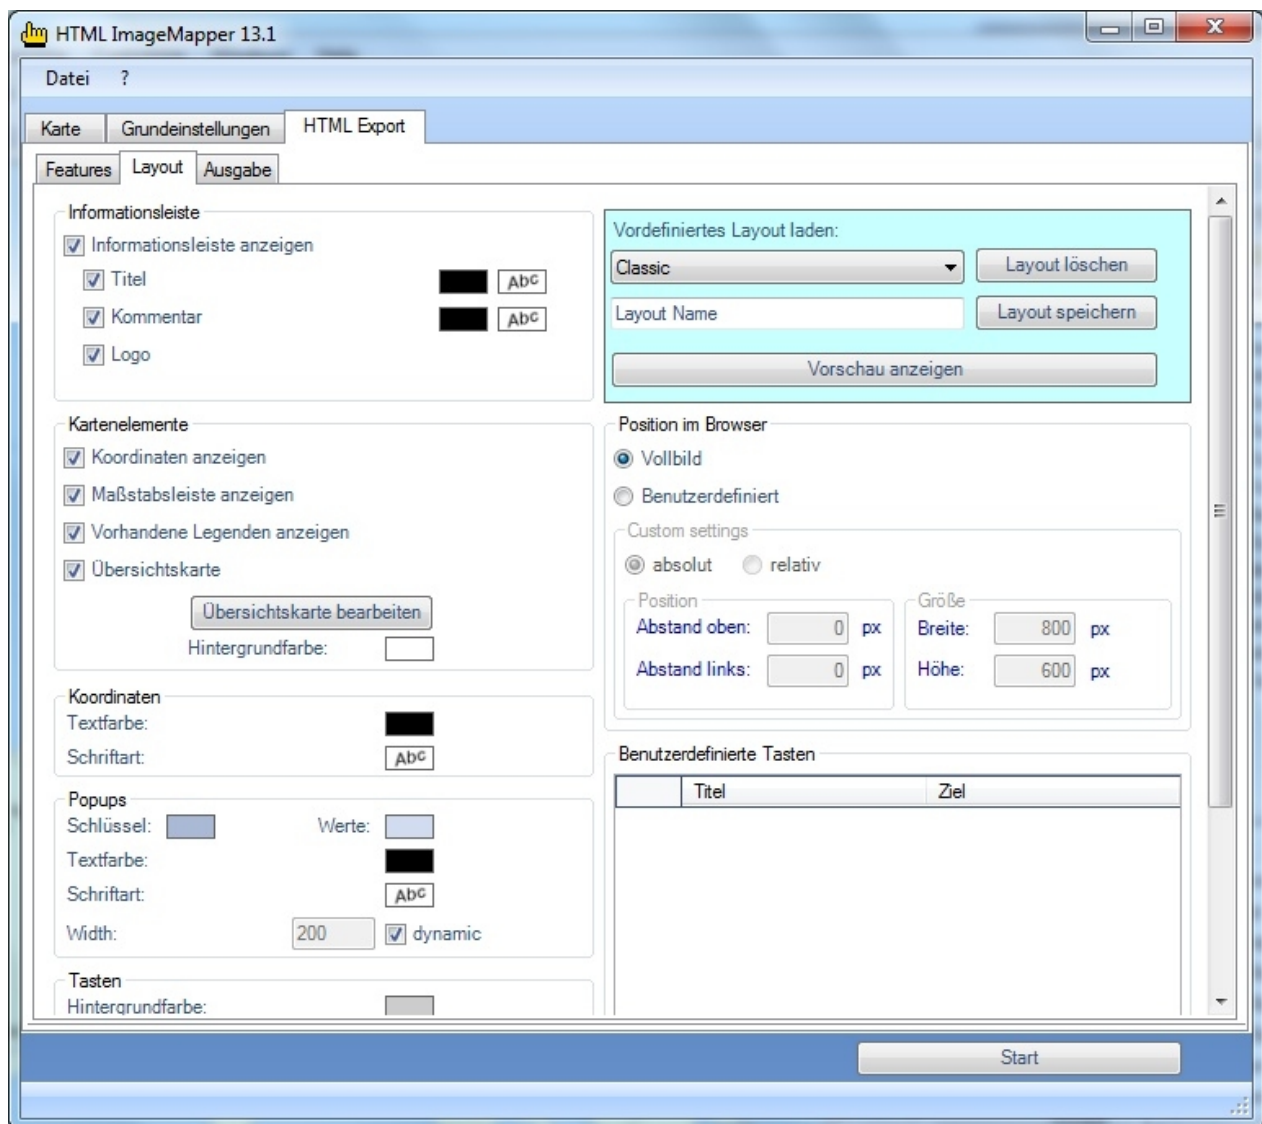 HTML ImageMapper 13.1
Datei ?
Karte Grundeinstellungen HTML Export
Features Layout Ausgabe
Informationsleiste
Informationsleiste anzeigen
Titel Abc
Kommentar Abc
Logo
Vordefiniertes Layout laden:
Classic Layout löschen
Layout Name Layout speichern
Vorschau anzeigen
Kartenelemente
Koordinaten anzeigen
Maßstabsleiste anzeigen
Vorhandene Legenden anzeigen
Übersichtskarte
Übersichtskarte bearbeiten
Hintergrundfarbe:
Position im Browser
Vollbild
Benutzerdefiniert
Custom settings
absolut relativ
Position
Abstand oben: 0 px
Abstand links: 0 px
Größe
Breite: 800 px
Höhe: 600 px
Koordinaten
Textfarbe:
Schriftart: Abc
Popups
Schlüssel: Werte:
Textfarbe:
Schriftart: Abc
Width: 200 dynamic
Tasten
Hintergrundfarbe:
Benutzerdefinierte Tasten
Titel Ziel
Start